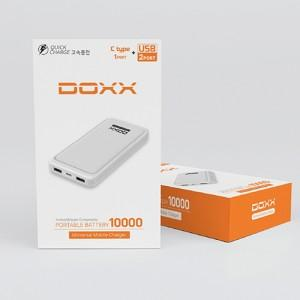 QUICK
CHARGE 고속충전
C type
1PORT
+
USB
2PORT
DOXX
DOXX
PORTABLE BATTERY 10000
Universal Mobile Charger
10000